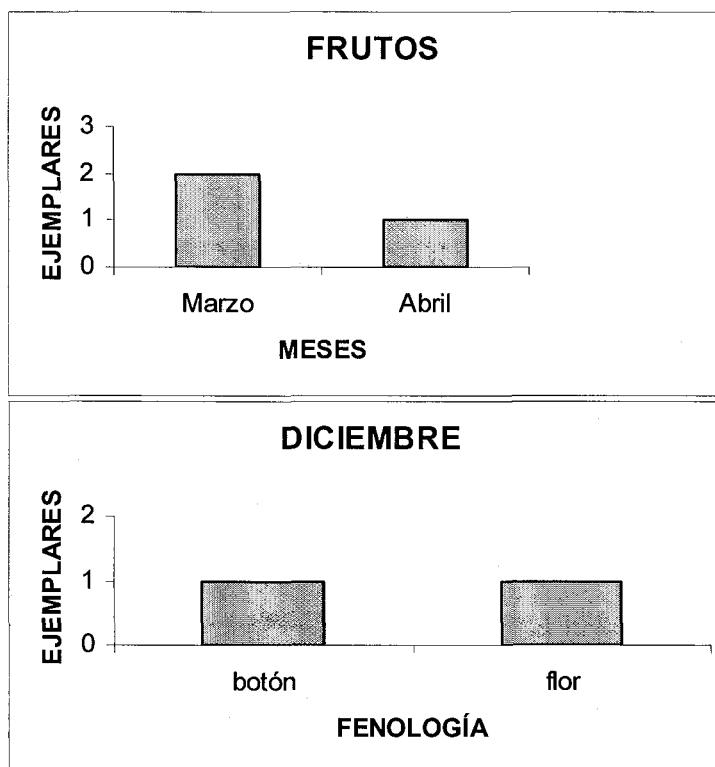 FRUTOS
EJEMPLARES
3
2
1
0
Marzo Abril
MESES
DICIEMBRE
EJEMPLARES
2
1
0
botón flor
FENOLOGÍA